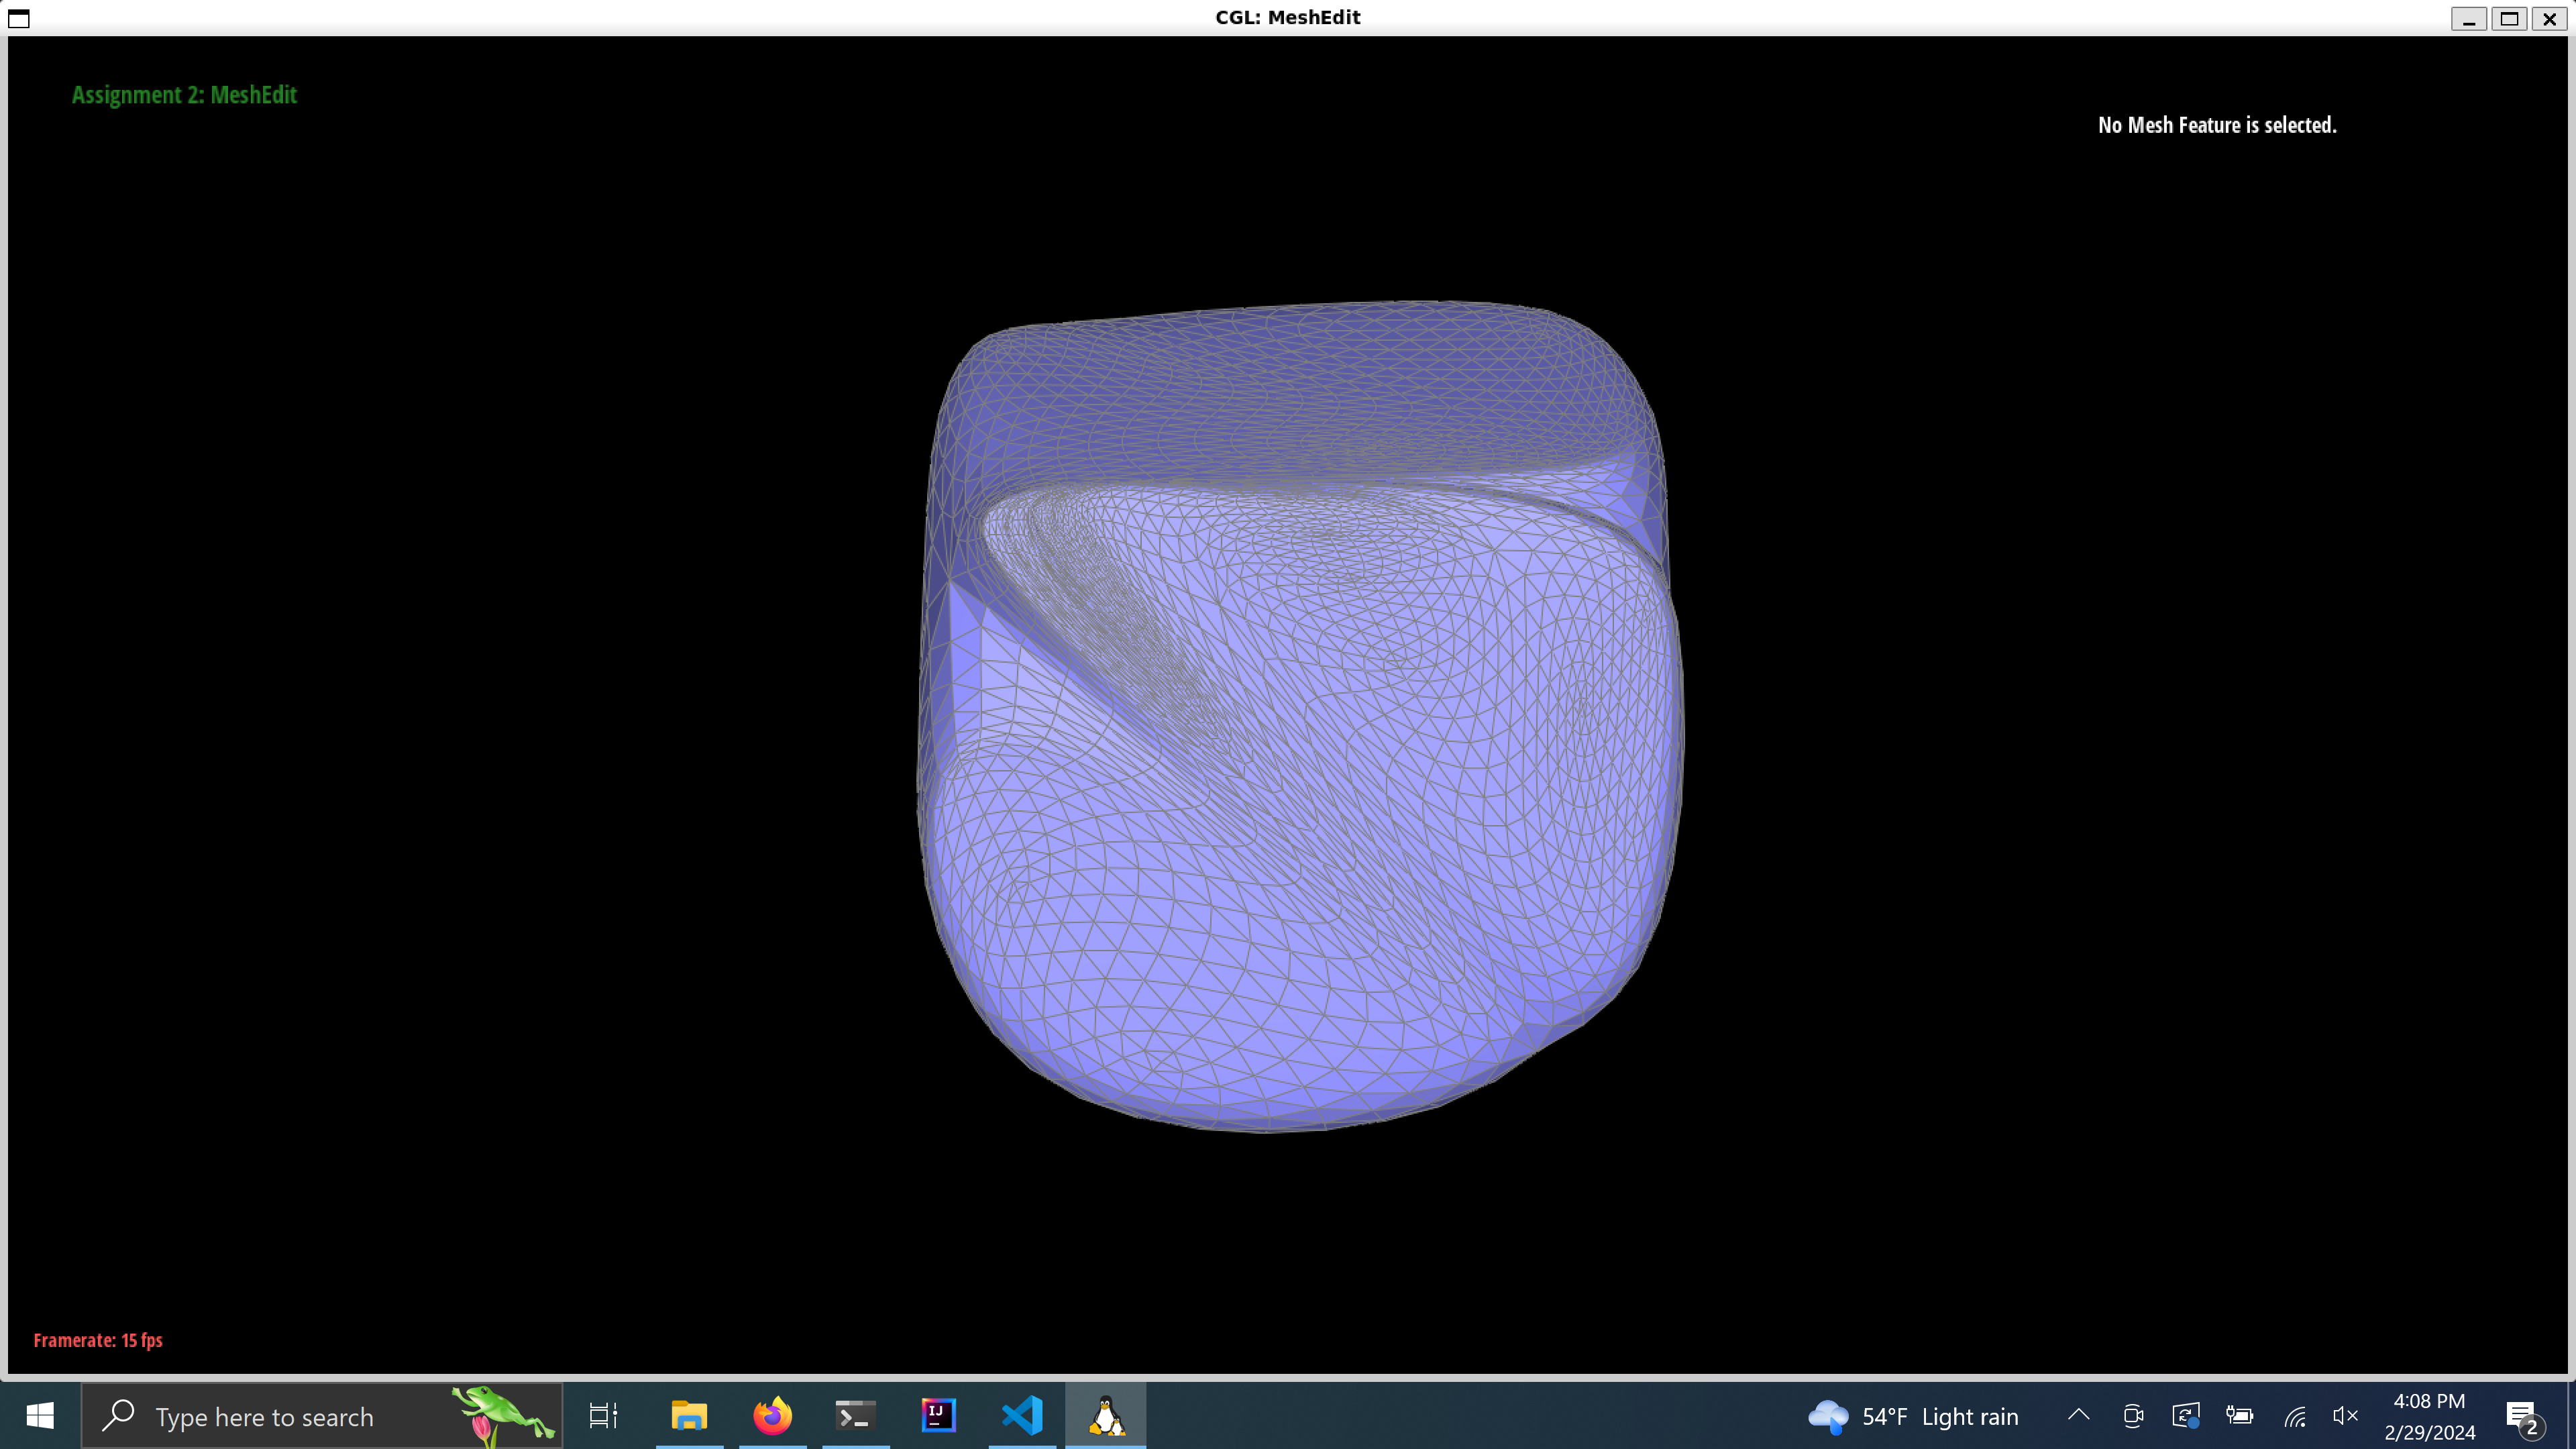 CGL: MeshEdit
Assignment 2: MeshEdit
No Mesh Feature is selected.
Framerate: 15 fps
Type here to search
IJ
54°F Light rain
4:08 PM
2/29/2024
2